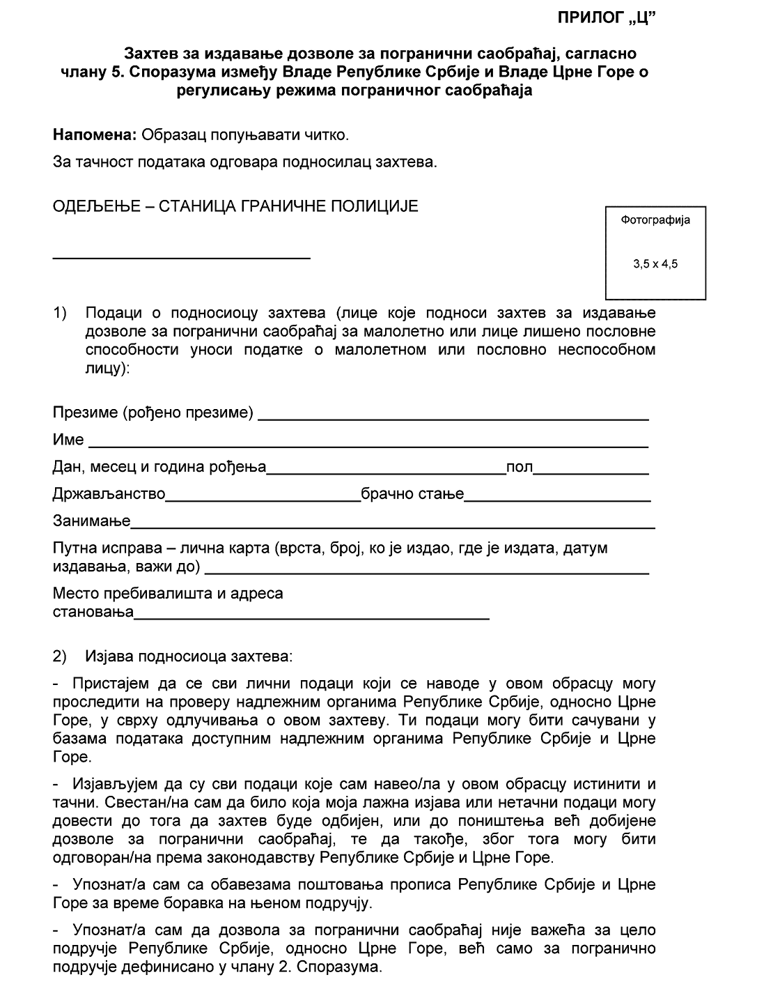 ПРИЛОГ „Ц”
Захтев за издавање дозволе за погранични саобраћај, сагласно
члану 5. Споразума између Владе Републике Србије и Владе Црне Горе о
регулисању режима пограничног саобраћаја
Напомена: Образац попуњавати читко.
За тачност података одговара подносилац захтева.
ОДЕЉЕЊЕ – СТАНИЦА ГРАНИЧНЕ ПОЛИЦИЈЕ
Фотографија
3,5 х 4,5
1) Подаци о подносиоцу захтева (лице које подноси захтев за издавање
дозволе за погранични саобраћај за малолетно или лице лишено пословне
способности уноси податке о малолетном или пословно неспособном
лицу):
Презиме (рођено презиме)
Име
Дан, месец и година рођења пол
Држављанство брачно стање
Занимање
Путна исправа – лична карта (врста, број, ко је издао, где је издата, датум
издавања, важи до)
Место пребивалишта и адреса
становања
2) Изјава подносиоца захтева:
- Пристајем да се сви лични подаци који се наводе у овом обрасцу могу
проследити на проверу надлежним органима Републике Србије, односно Црне
Горе, у сврху одлучивања о овом захтеву. Ти подаци могу бити сачувани у
базама података доступним надлежним органима Републике Србије и Црне
Горе.
- Изјављујем да су сви подаци које сам навео/ла у овом обрасцу истинити и
тачни. Свестан/на сам да било која моја лажна изјава или нетачни подаци могу
довести до тога да захтев буде одбијен, или до поништења већ добијене
дозволе за погранични саобраћај, те да такође, због тога могу бити
одговоран/на према законодавству Републике Србије и Црне Горе.
- Упознат/а сам са обавезама поштовања прописа Републике Србије и Црне
Горе за време боравка на њеном подручју.
- Упознат/а сам да дозвола за погранични саобраћај није важећа за цело
подручје Републике Србије, односно Црне Горе, већ само за погранично
подручје дефинисано у члану 2. Споразума.